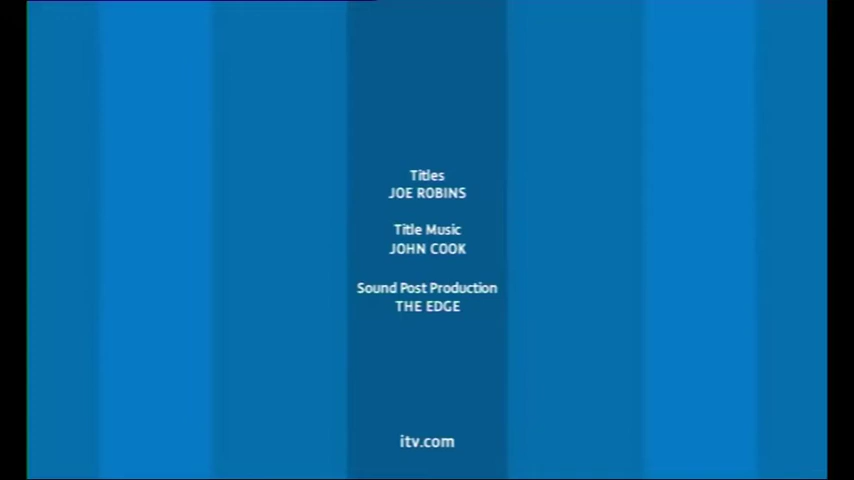 Titles
JOE ROBINS
Title Music
JOHN COOK
Sound Post Production
THE EDGE
itv.com